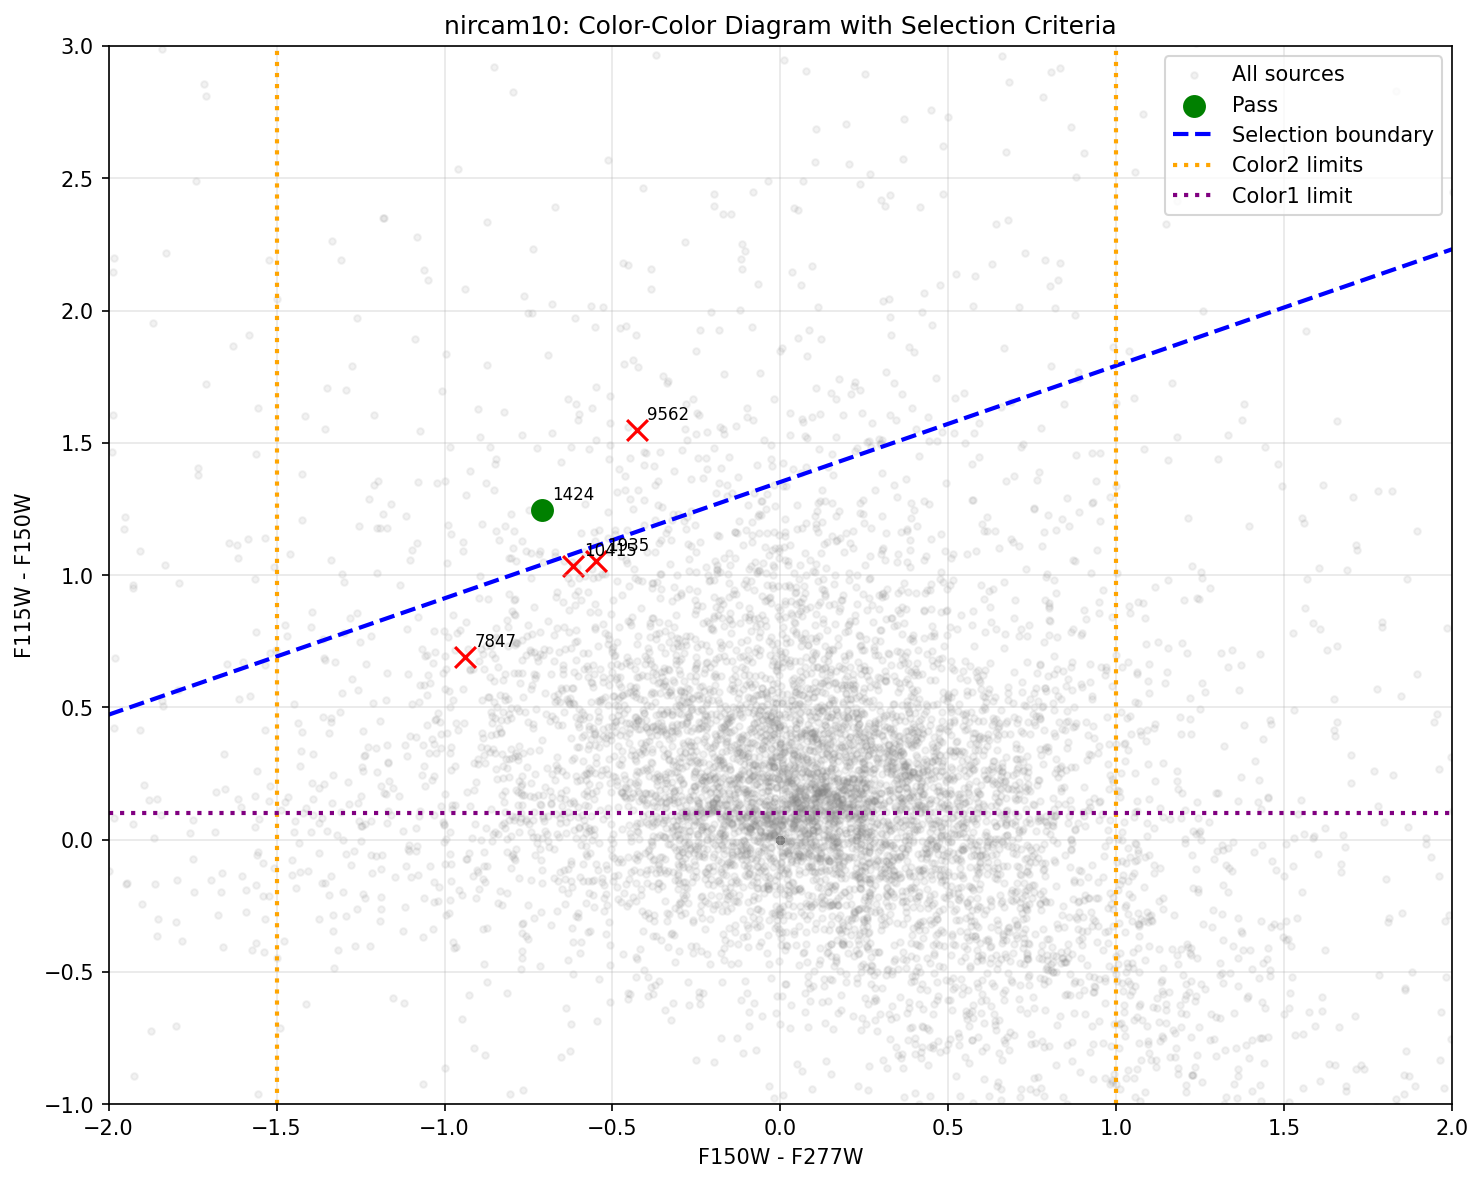 nircam10: Color-Color Diagram with Selection Criteria
All sources
Pass
Selection boundary
Color2 limits
Color1 limit
3.0
2.5
2.0
1.5
1.0
0.5
0.0
−0.5
−1.0
F115W - F150W
9562
1424
10415
1935
7847
−2.0 −1.5 −1.0 −0.5 0.0 0.5 1.0 1.5 2.0
F150W - F277W